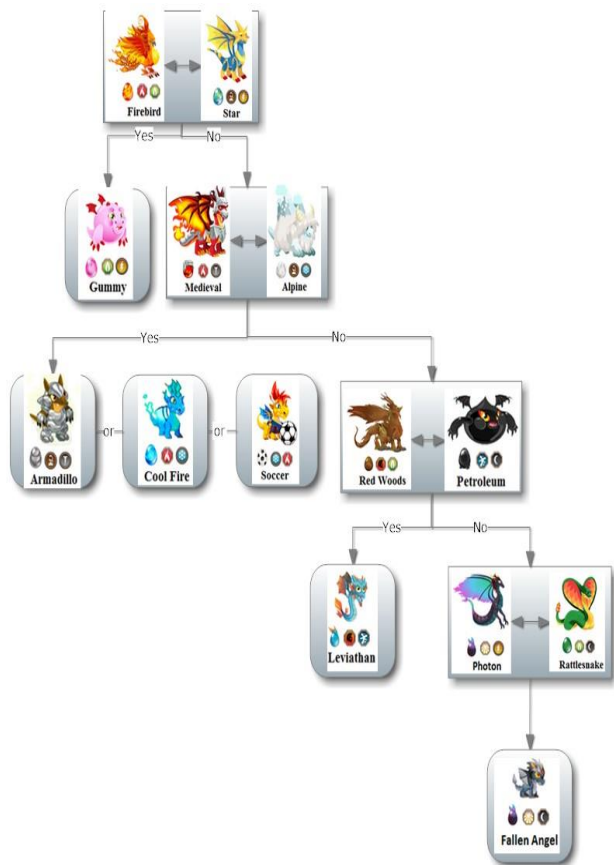 Firebird
Star
Yes
No
Gummy
Medieval
Alpine
Yes
No
Armadillo
or
Cool Fire
or
Soccer
Red Woods
Petroleum
Yes
No
Leviathan
Photon
Rattlesnake
Fallen Angel